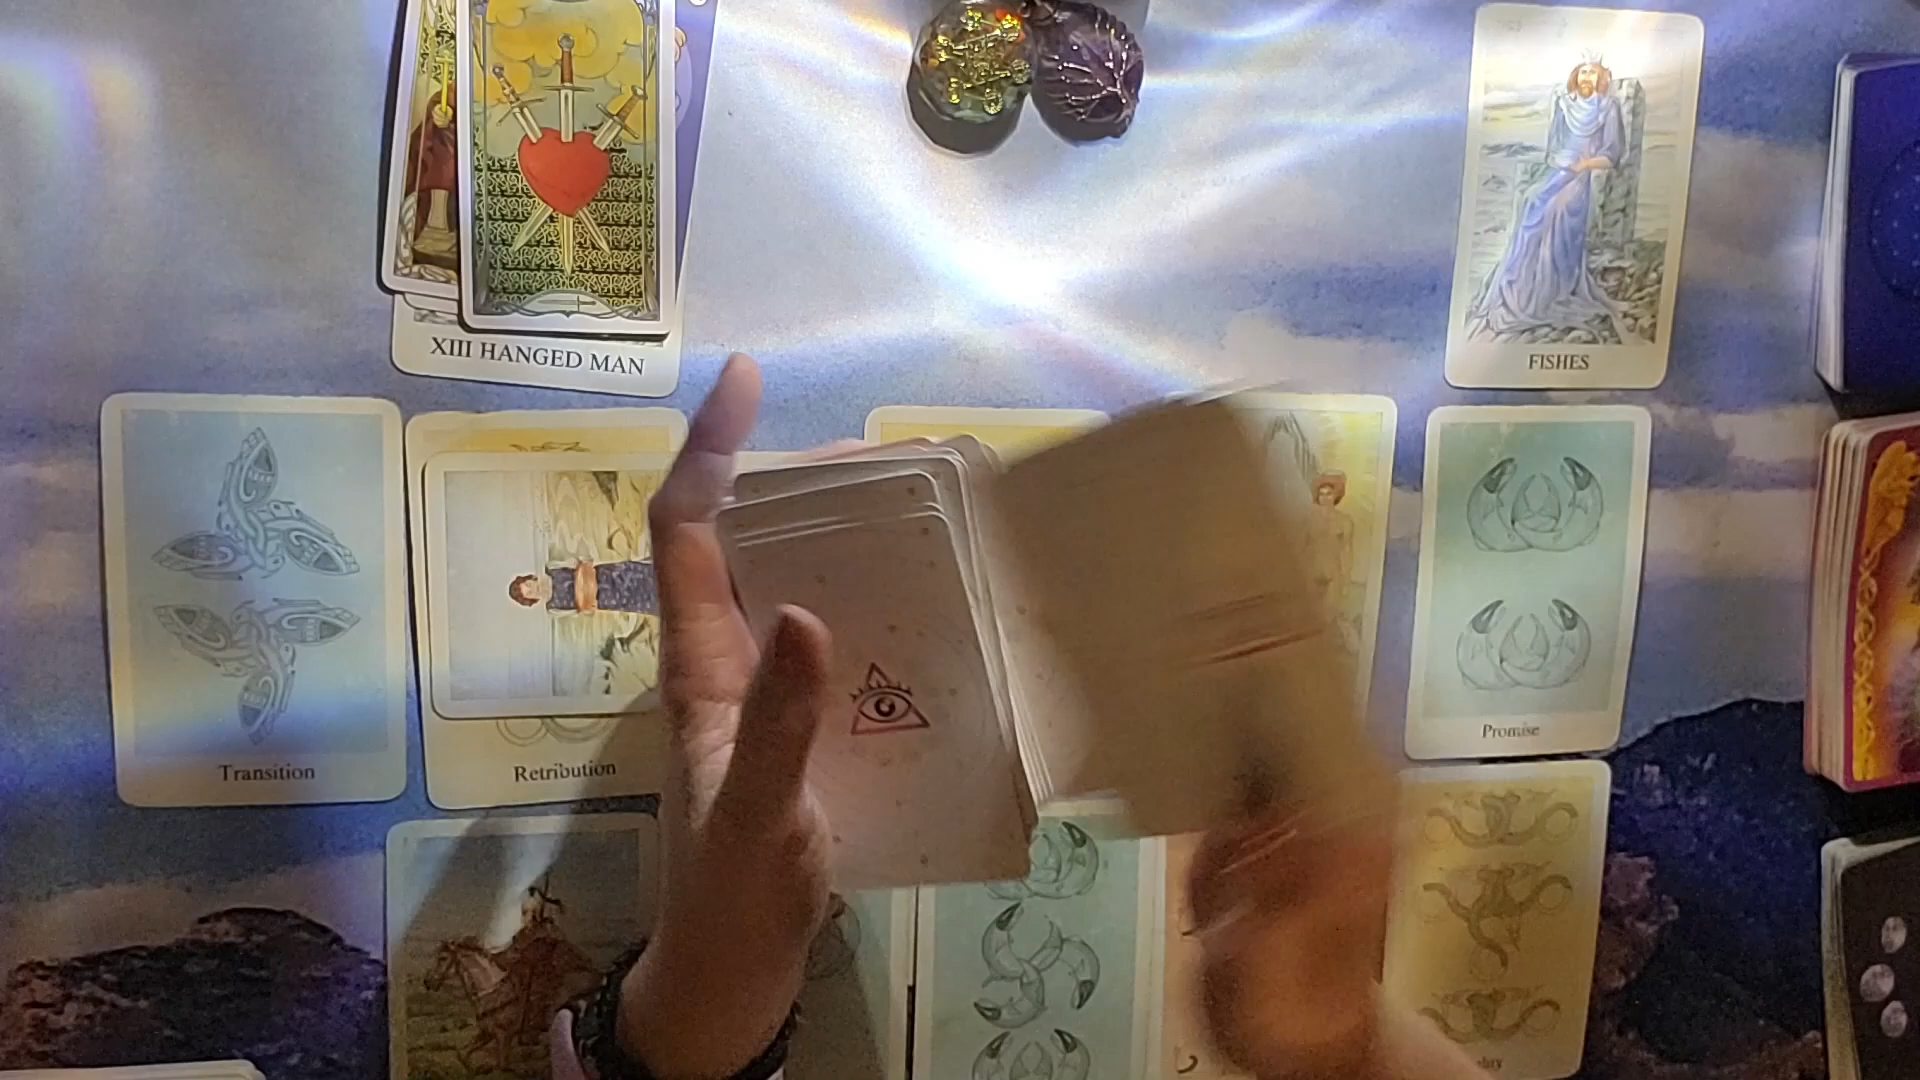 XIII HANGED MAN
FISHES
Transition
Retribution
Promise